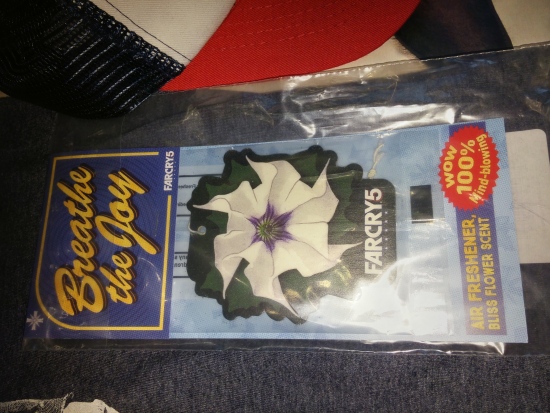 Breathe
the Joy
FARCRY5
FARCRY5
WOW
100%
Mind-blowing
AIR FRESHENER,
BLISS FLOWER SCENT